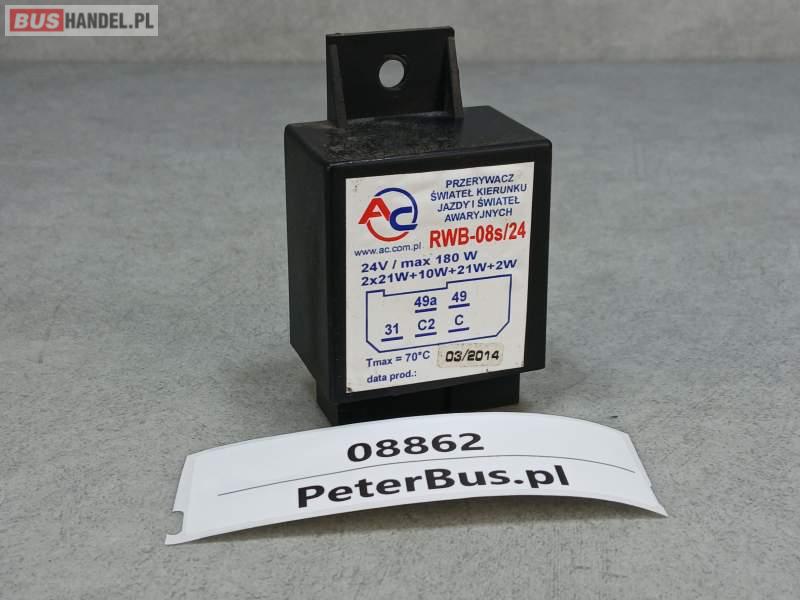 BUSHANDEL.PL
PRZERYWACZ
ŚWIATEŁ KIERUNKU
JAZDY I ŚWIATEŁ
AWARYJNYCH
AC
www.ac.com.pl
RWB-08s/24
24V / max 180 W
2x21W+10W+21W+2W
49a 49
31 C2 C
Tmax = 70°C 03/2014
data prod.:
08862
PeterBus.pl